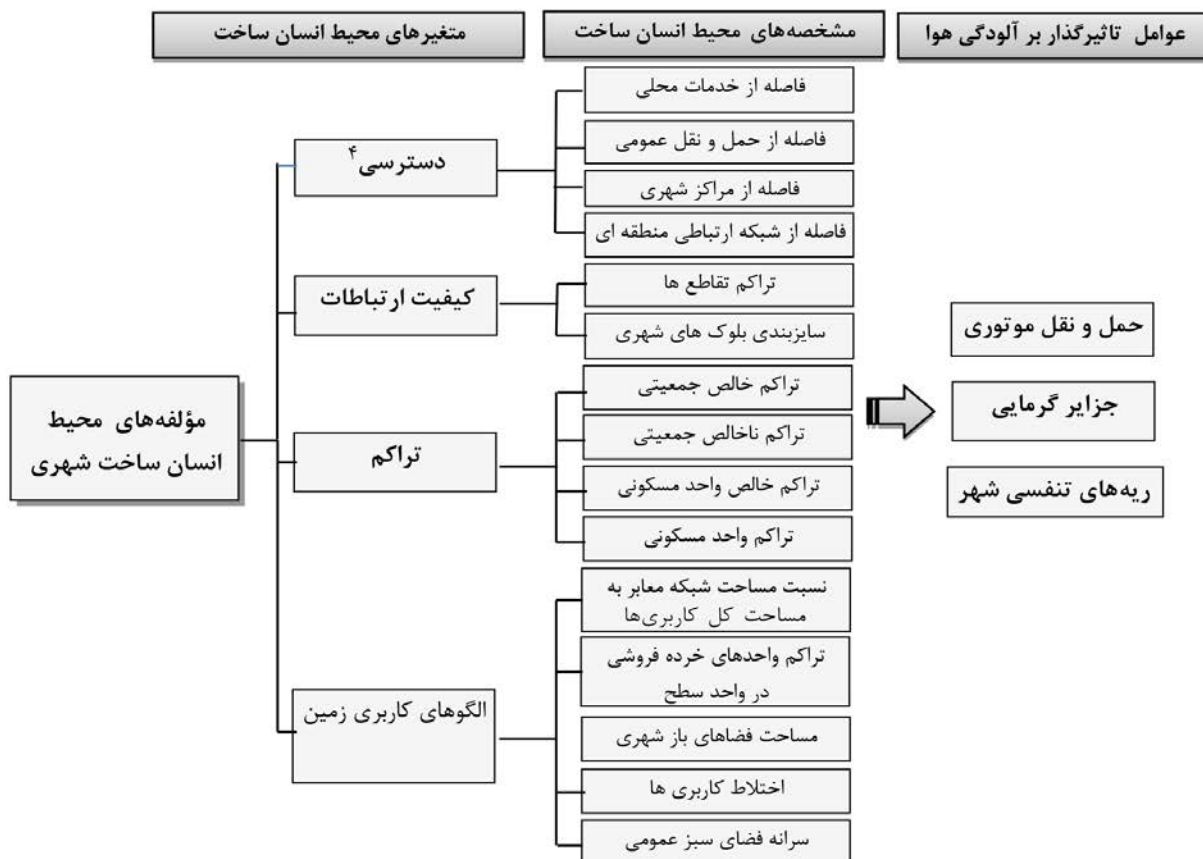 عوامل تاثیرگذار بر آلودگی هوا
مشخصه‌های محیط انسان ساخت
متغیرهای محیط انسان ساخت
مؤلفه‌های محیط
انسان ساخت شهری
دسترسی۴
فاصله از خدمات محلی
فاصله از حمل و نقل عمومی
فاصله از مراکز شهری
فاصله از شبکه ارتباطی منطقه ای
کیفیت ارتباطات
تراکم تقاطع ها
سایزبندی بلوک های شهری
تراکم
تراکم خالص جمعیتی
تراکم ناخالص جمعیتی
تراکم خالص واحد مسکونی
تراکم واحد مسکونی
الگوهای کاربری زمین
نسبت مساحت شبکه معابر به
مساحت کل کاربری‌ها
تراکم واحدهای خرده فروشی
در واحد سطح
مساحت فضاهای باز شهری
اختلاط کاربری ها
سرانه فضای سبز عمومی
حمل و نقل موتوری
جزایر گرمایی
ریه‌های تنفسی شهر